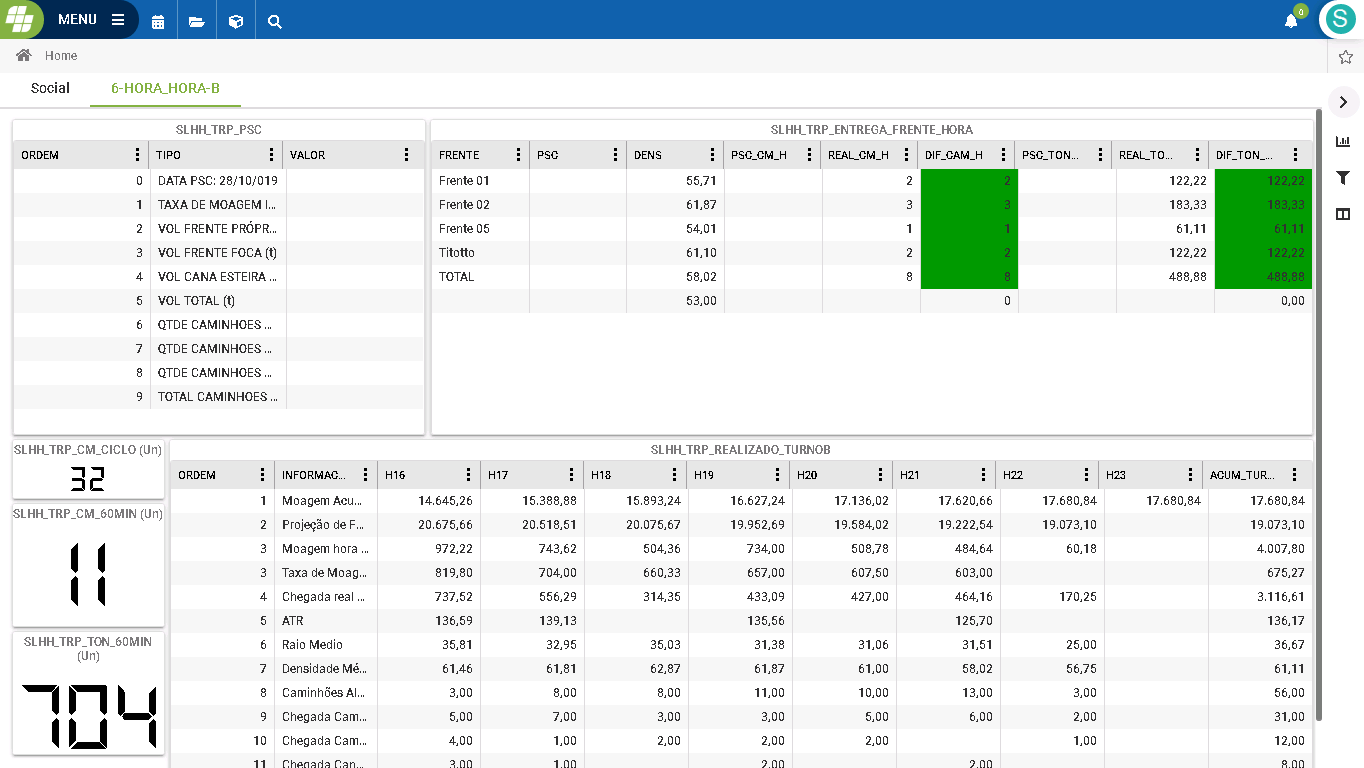 MENU
0
S
Home
Social 6-HORA_HORA-B
SLHH_TRP_PSC
ORDEM TIPO VALOR
0 DATA PSC: 28/10/019
1 TAXA DE MOAGEM I...
2 VOL FRENTE PRÓPR...
3 VOL FRENTE FOCA (t)
4 VOL CANA ESTEIRA ...
5 VOL TOTAL (t)
6 QTDE CAMINHOES ...
7 QTDE CAMINHOES ...
8 QTDE CAMINHOES ...
9 TOTAL CAMINHOES ...
SLHH_TRP_ENTREGA_FRENTE_HORA
FRENTE PSC DENS PSC_CM_H REAL_CM_H DIF_CAM_H PSC_TON... REAL_TO... DIF_TON_...
Frente 01 55,71 2 2 122,22 122,22
Frente 02 61,87 3 3 183,33 183,33
Frente 05 54,01 1 1 61,11 61,11
Titotto 61,10 2 2 122,22 122,22
TOTAL 58,02 8 8 488,88 488,88
53,00 0 0,00
SLHH_TRP_CM_CICLO (Un)
32
SLHH_TRP_CM_60MIN (Un)
11
SLHH_TRP_TON_60MIN
(Un)
704
SLHH_TRP_REALIZADO_TURNOB
ORDEM INFORMAC... H16 H17 H18 H19 H20 H21 H22 H23 ACUM_TUR...
1 Moagem Acu... 14.645,26 15.388,88 15.893,24 16.627,24 17.136,02 17.620,66 17.680,84 17.680,84 17.680,84
2 Projeção de F... 20.675,66 20.518,51 20.075,67 19.952,69 19.584,02 19.222,54 19.073,10 19.073,10
3 Moagem hora ... 972,22 743,62 504,36 734,00 508,78 484,64 60,18 4.007,80
3 Taxa de Moag... 819,80 704,00 660,33 657,00 607,50 603,00 675,27
4 Chegada real ... 737,52 556,29 314,35 433,09 427,00 464,16 170,25 3.116,61
5 ATR 136,59 139,13 135,56 125,70 136,17
6 Raio Medio 35,81 32,95 35,03 31,38 31,06 31,51 25,00 36,67
7 Densidade Mé... 61,46 61,81 62,87 61,87 61,00 58,02 56,75 61,11
8 Caminhões Al... 3,00 8,00 8,00 11,00 10,00 13,00 3,00 56,00
9 Chegada Cam... 5,00 7,00 3,00 3,00 5,00 6,00 2,00 31,00
10 Chegada Cam... 4,00 1,00 2,00 2,00 2,00 1,00 12,00
11 Chegada Can... 3,00 1,00 2,00 2,00 8,00